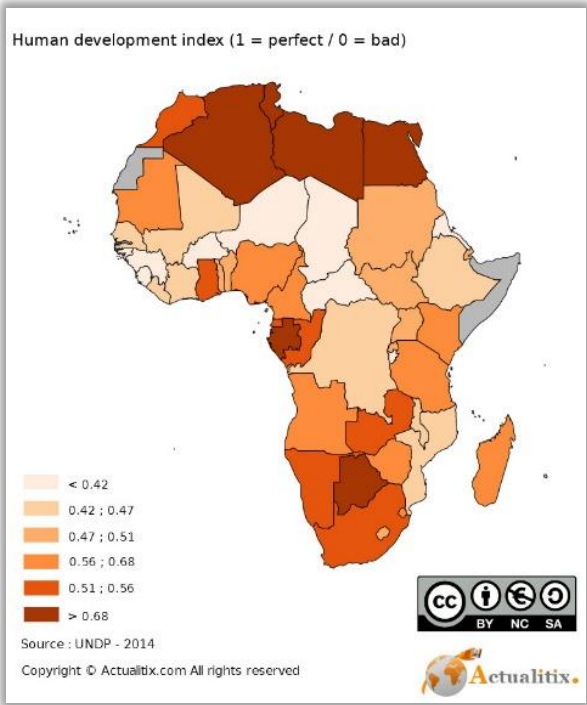 Human development index (1 = perfect / 0 = bad)
< 0.42
0.42 ; 0.47
0.47 ; 0.51
0.56 ; 0.68
0.51 ; 0.56
> 0.68
Source : UNDP - 2014
Copyright © Actualitix.com All rights reserved
cc
BY NC SA
Actualitix.